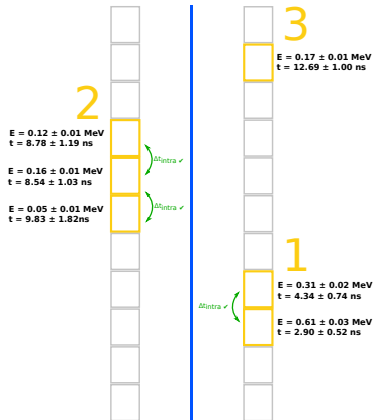 3
E = 0.17 ± 0.01 MeV
t = 12.69 ± 1.00 ns
2
E = 0.12 ± 0.01 MeV
t = 8.78 ± 1.19 ns
Δtintra ✓
E = 0.16 ± 0.01 MeV
t = 8.54 ± 1.03 ns
E = 0.05 ± 0.01 MeV
t = 9.83 ± 1.82ns
Δtintra ✓
1
E = 0.31 ± 0.02 MeV
t = 4.34 ± 0.74 ns
Δtintra ✓
E = 0.61 ± 0.03 MeV
t = 2.90 ± 0.52 ns